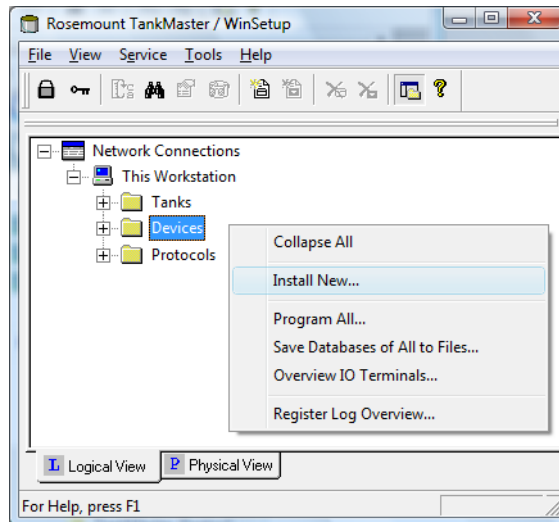 Rosemount TankMaster / WinSetup
File View Service Tools Help
Network Connections
This Workstation
Tanks
Devices
Protocols
Collapse All
Install New...
Program All...
Save Databases of All to Files...
Overview IO Terminals...
Register Log Overview...
L Logical View P Physical View
For Help, press F1